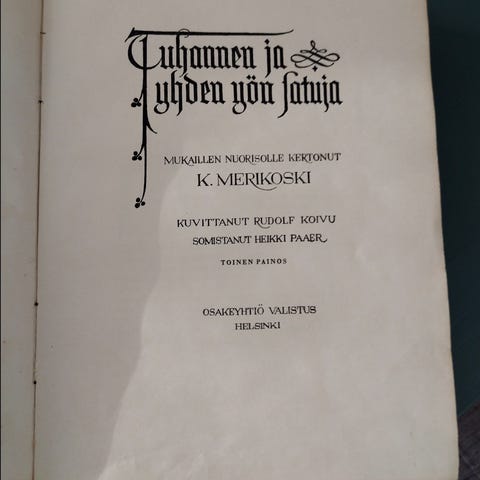 Tuhannen ja
yhden yön satuja
MUKAILLEN NUORISOLLE KERTONUT
K. MERIKOSKI
KUVITTANUT RUDOLF KOIVU
SOMISTANUT HEIKKI PAAER
TOINEN PAINOS
OSAKEYHTIÖ VALISTUS
HELSINKI